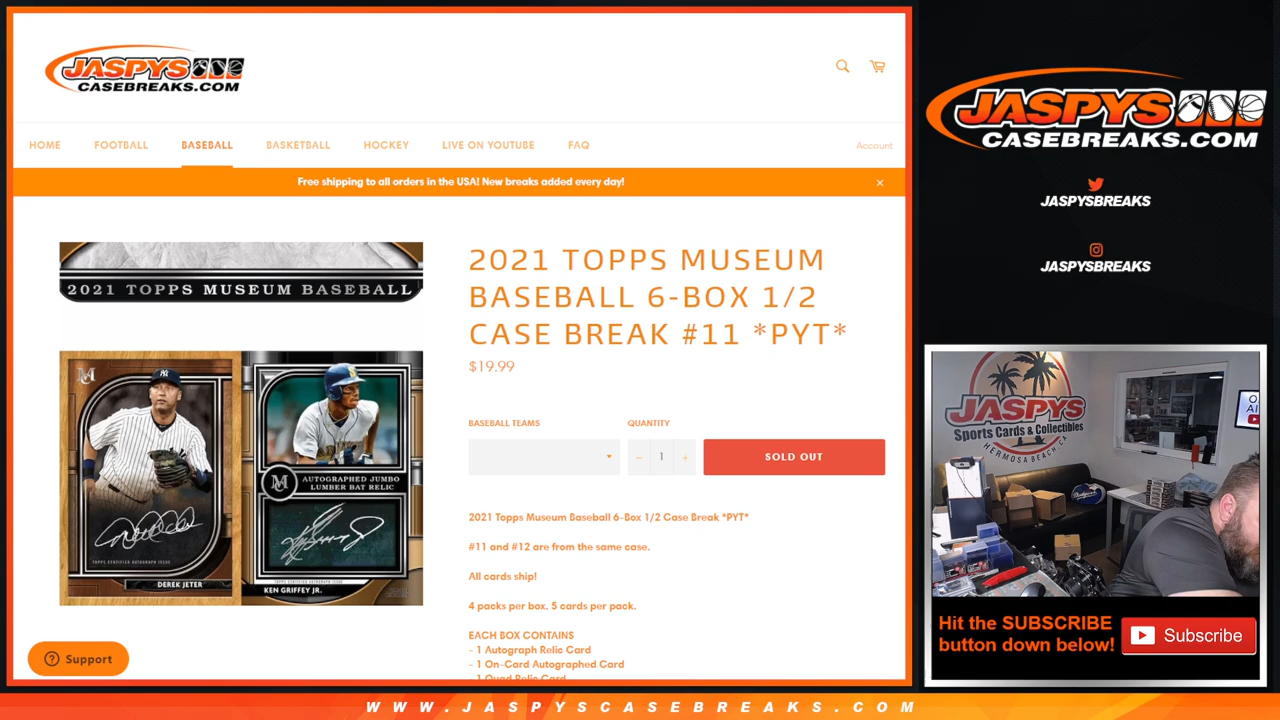 JASPYS
CASEBREAKS.COM
HOME FOOTBALL BASEBALL BASKETBALL HOCKEY LIVE ON YOUTUBE FAQ Account
Free shipping to all orders in the USA! New breaks added every day! ×
2021 TOPPS MUSEUM BASEBALL
M
DEREK JETER
M
AUTOGRAPHED JUMBO
LUMBER BAT RELIC
KEN GRIFFEY JR.
2021 TOPPS MUSEUM
BASEBALL 6-BOX 1/2
CASE BREAK #11 *PYT*
$19.99
BASEBALL TEAMS QUANTITY
− 1 + SOLD OUT
2021 Topps Museum Baseball 6-Box 1/2 Case Break *PYT*
#11 and #12 are from the same case.
All cards ship!
4 packs per box. 5 cards per pack.
EACH BOX CONTAINS
- 1 Autograph Relic Card
- 1 On-Card Autographed Card
- 1 Quad Relic Card
Support
JASPYS
CASEBREAKS.COM
JASPYSBREAKS
JASPYSBREAKS
JASPYS
Sports Cards & Collectibles
HERMOSA BEACH, CA
Hit the SUBSCRIBE
button down below!
Subscribe
WWW.JASPYSCASEBREAKS.COM